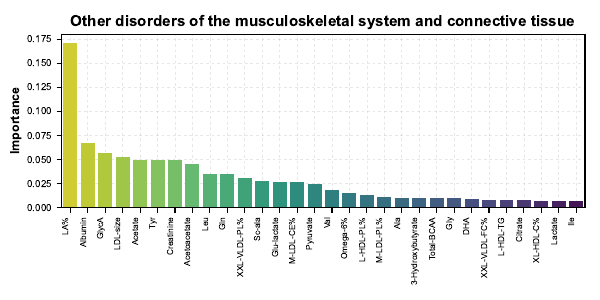 Other disorders of the musculoskeletal system and connective tissue
Importance
0.175
0.150
0.125
0.100
0.075
0.050
0.025
0.000
LA%
Albumin
GlycA
LDL-size
Acetate
Tyr
Creatinine
Acetoacetate
Leu
Gln
XXL-VLDL-PL%
Sc-ala
Glu-lactate
M-LDL-CE%
Pyruvate
Val
Omega-6%
L-HDL-PL%
M-LDL-PL%
Ala
3-Hydroxybutyrate
Total-BCAA
Gly
DHA
XXL-VLDL-FC%
L-HDL-TG
Citrate
XL-HDL-C%
Lactate
Ile